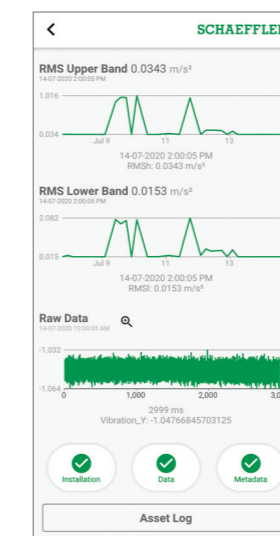 SCHAEFFLER
RMS Upper Band 0.0343 m/s²
14-07-2020 2:00:05 PM
1.016
0.034
Jul 9 11 13
14-07-2020 2:00:05 PM
RMSh: 0.0343 m/s²
RMS Lower Band 0.0153 m/s²
14-07-2020 2:00:05 PM
2.082
0.015
Jul 9 11 13
14-07-2020 2:00:05 PM
RMSl: 0.0153 m/s²
Raw Data
14-07-2020 10:00:05 AM
-1.032
-1.064
0 1,000 2,000 3,0
2999 ms
Vibration_Y: -1.04766845703125
Installation Data Metadata
Asset Log